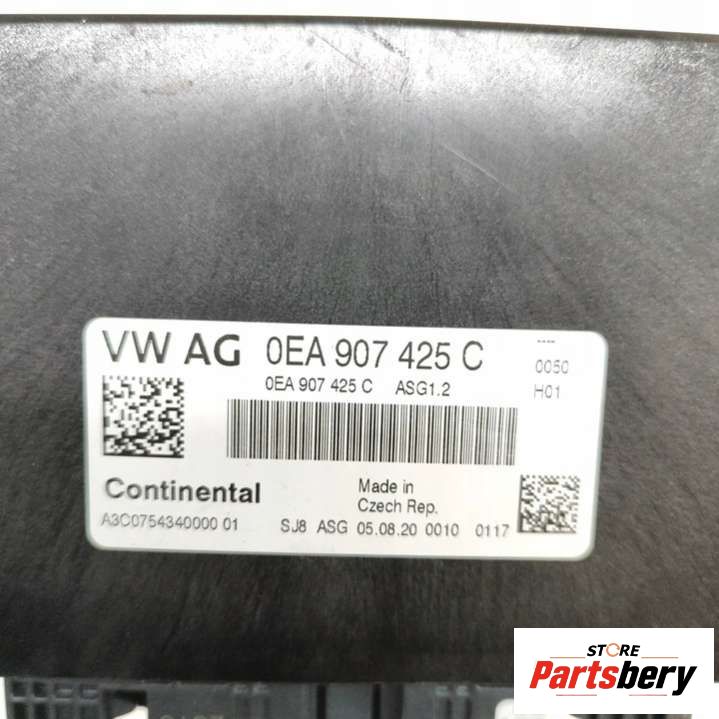 VW AG 0EA 907 425 C
0EA 907 425 C ASG1.2
----
0050
H01
Continental
Made in
Czech Rep.
A3C0754340000 01
SJ8 ASG 05.08.20 0010 0117
STORE
Partsbery